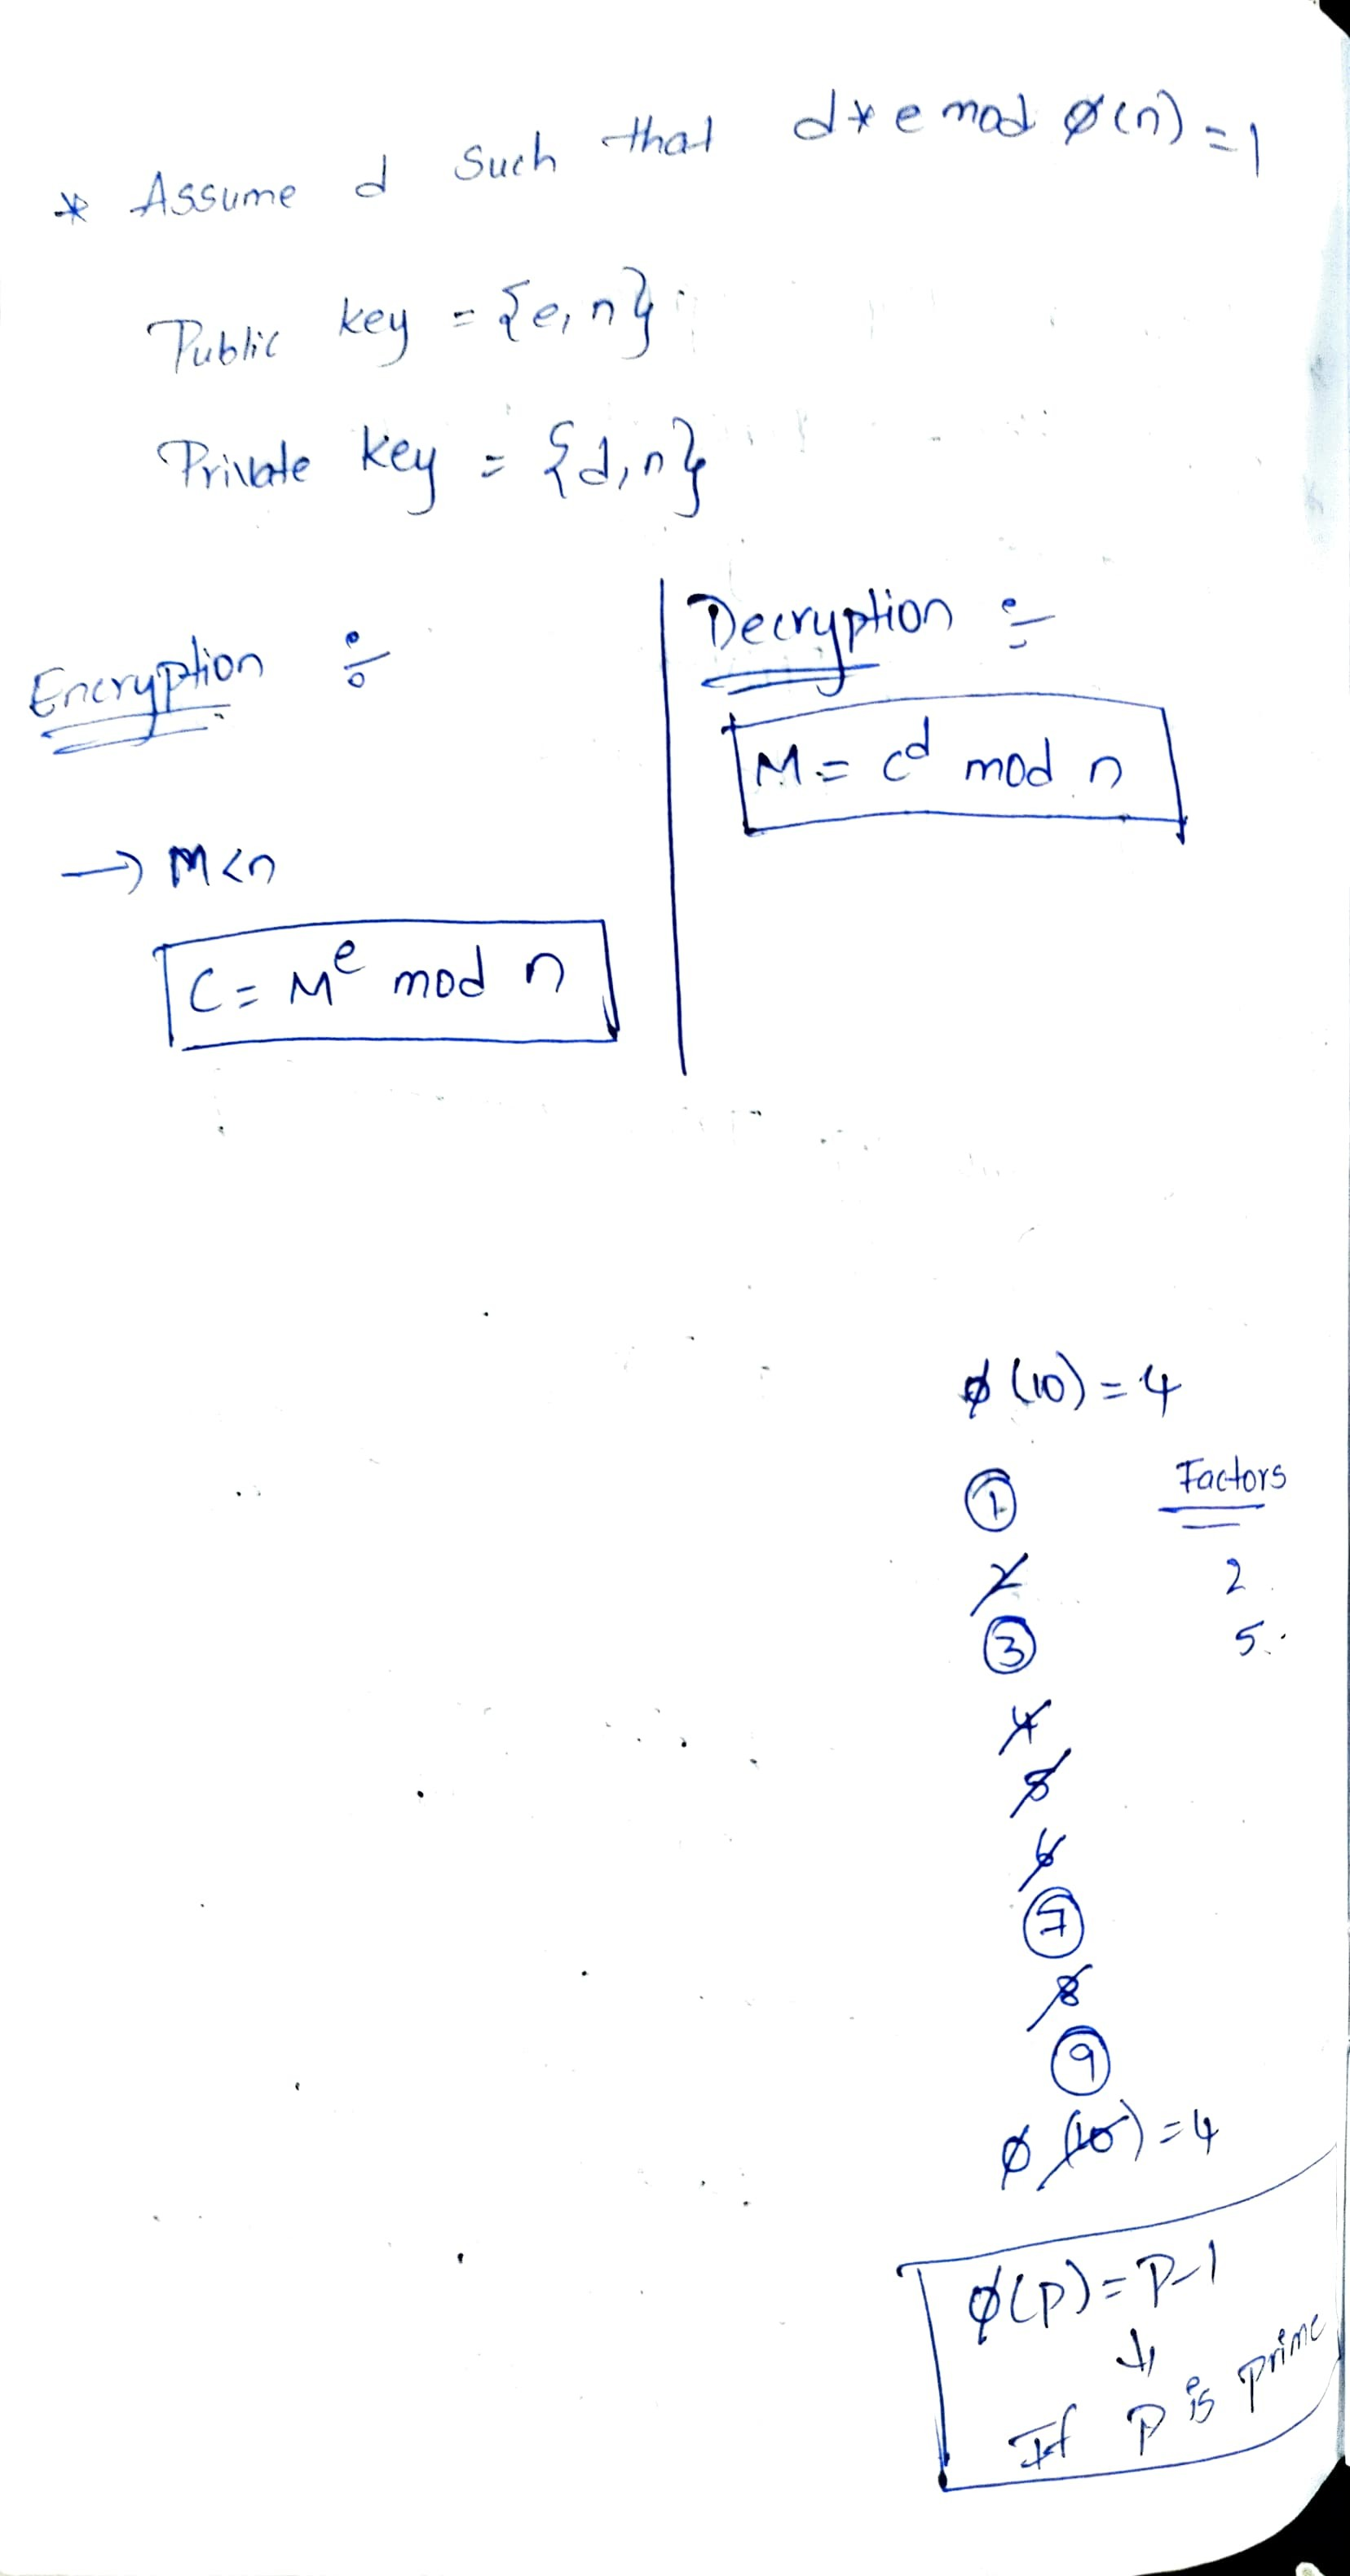 * Assume d such that d * e mod ø(n) = 1
Public key = {e, n}
Private key = {d, n}
Encryption ÷
→ M < n
C = M^e mod n
Decryption ÷
M = c^d mod n
ø (10) = 4
Factors
1
2
3
4
5
6
7
8
9
2
5.
ø (10) = 4
ø(P) = P-1
↓
If P is prime